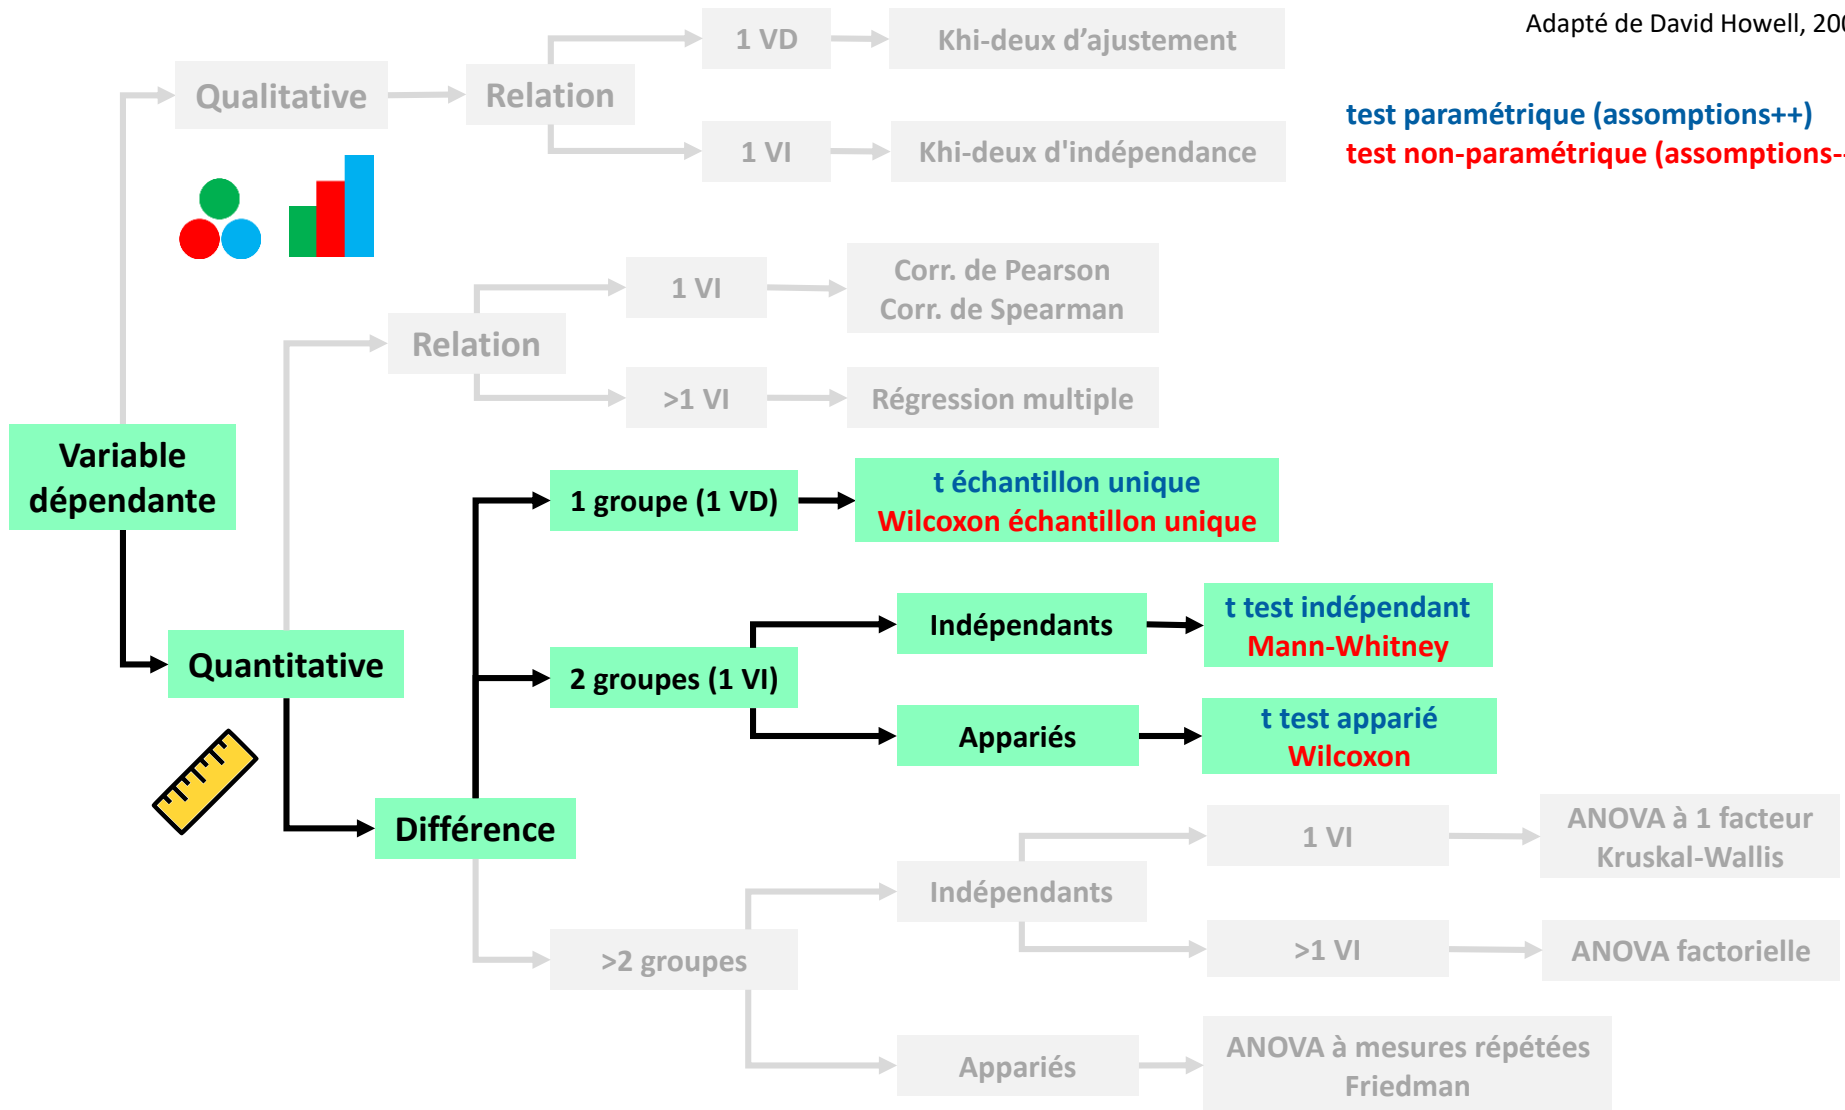 Adapté de David Howell, 200
1 VD
Khi-deux d’ajustement
Qualitative
Relation
test paramétrique (assomptions++)
test non-paramétrique (assomptions-
1 VI
Khi-deux d'indépendance
1 VI
Corr. de Pearson
Corr. de Spearman
Relation
>1 VI
Régression multiple
Variable
dépendante
1 groupe (1 VD)
t échantillon unique
Wilcoxon échantillon unique
Quantitative
2 groupes (1 VI)
Indépendants
t test indépendant
Mann-Whitney
Appariés
t test apparié
Wilcoxon
Différence
>2 groupes
Indépendants
1 VI
ANOVA à 1 facteur
Kruskal-Wallis
>1 VI
ANOVA factorielle
Appariés
ANOVA à mesures répétées
Friedman